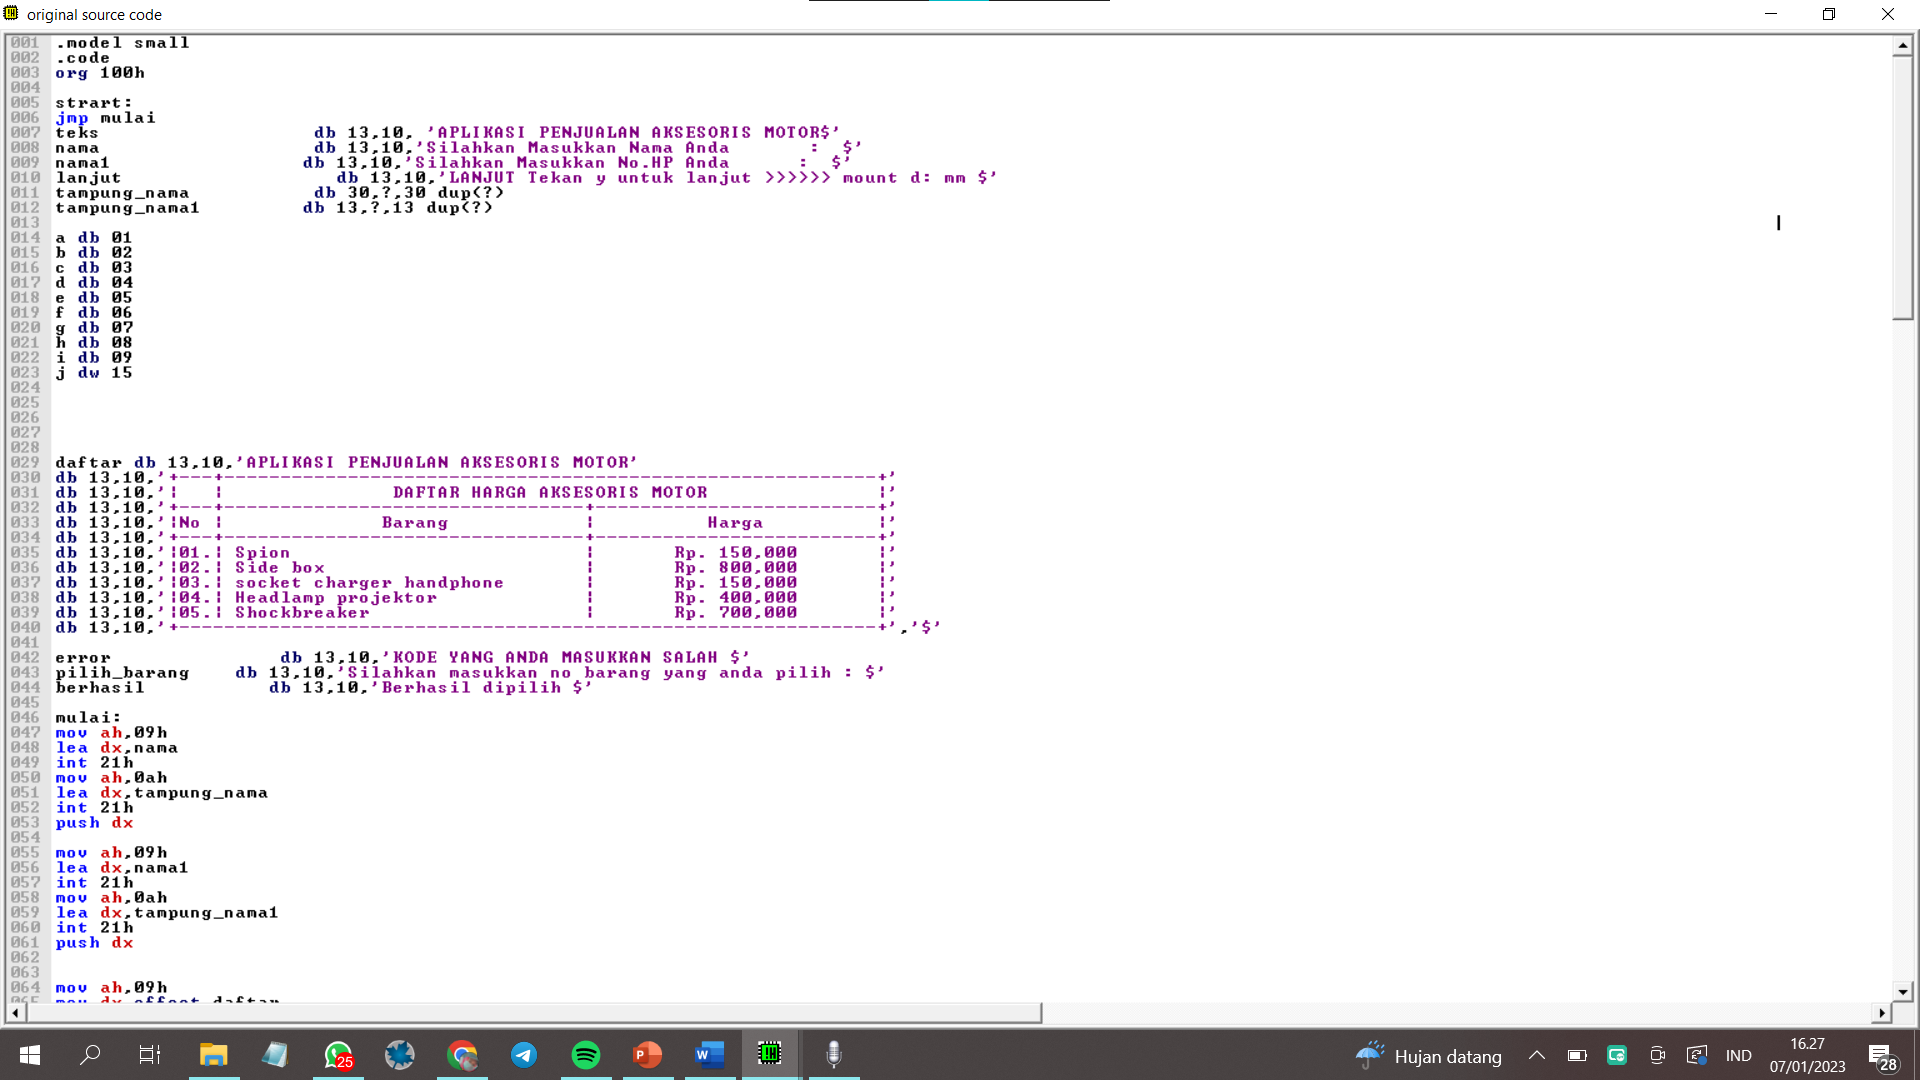 original source code
001 .model small
002 .code
003 org 100h
004
005 strart:
006 jmp mulai
007 teks                    db 13,10, 'APLIKASI PENJUALAN AKSESORIS MOTOR$'
008 nama                    db 13,10,'Silahkan Masukkan Nama Anda       :  $'
009 nama1                  db 13,10,'Silahkan Masukkan No.HP Anda      :  $'
010 lanjut                    db 13,10,'LANJUT Tekan y untuk lanjut >>>>>> mount d: mm $'
011 tampung_nama            db 30,?,30 dup(?)
012 tampung_nama1          db 13,?,13 dup(?)
013
014 a db 01
015 b db 02
016 c db 03
017 d db 04
018 e db 05
019 f db 06
020 g db 07
021 h db 08
022 i db 09
023 j dw 15
024
025
026
027
028
029 daftar db 13,10,'APLIKASI PENJUALAN AKSESORIS MOTOR'
030 db 13,10,'+---+----------------------------------------------------------+'
031 db 13,10,'¦   ¦               DAFTAR HARGA AKSESORIS MOTOR               ¦'
032 db 13,10,'+---+--------------------------------+-------------------------+'
033 db 13,10,'¦No ¦              Barang            ¦          Harga          ¦'
034 db 13,10,'+---+--------------------------------+-------------------------+'
035 db 13,10,'¦01.¦ Spion                          ¦       Rp. 150,000       ¦'
036 db 13,10,'¦02.¦ Side box                       ¦       Rp. 800,000       ¦'
037 db 13,10,'¦03.¦ socket charger handphone       ¦       Rp. 150,000       ¦'
038 db 13,10,'¦04.¦ Headlamp projektor             ¦       Rp. 400,000       ¦'
039 db 13,10,'¦05.¦ Shockbreaker                   ¦       Rp. 700,000       ¦'
040 db 13,10,'+--------------------------------------------------------------+','$'
041
042 error               db 13,10,'KODE YANG ANDA MASUKKAN SALAH $'
043 pilih_barang    db 13,10,'Silahkan masukkan no barang yang anda pilih : $'
044 berhasil           db 13,10,'Berhasil dipilih $'
045
046 mulai:
047 mov ah,09h
048 lea dx,nama
049 int 21h
050 mov ah,0ah
051 lea dx,tampung_nama
052 int 21h
053 push dx
054
055 mov ah,09h
056 lea dx,nama1
057 int 21h
058 mov ah,0ah
059 lea dx,tampung_nama1
060 int 21h
061 push dx
062
063
064 mov ah,09h
065 mov dx,offset daftar
25
Hujan datang
IND
16.27
07/01/2023
28